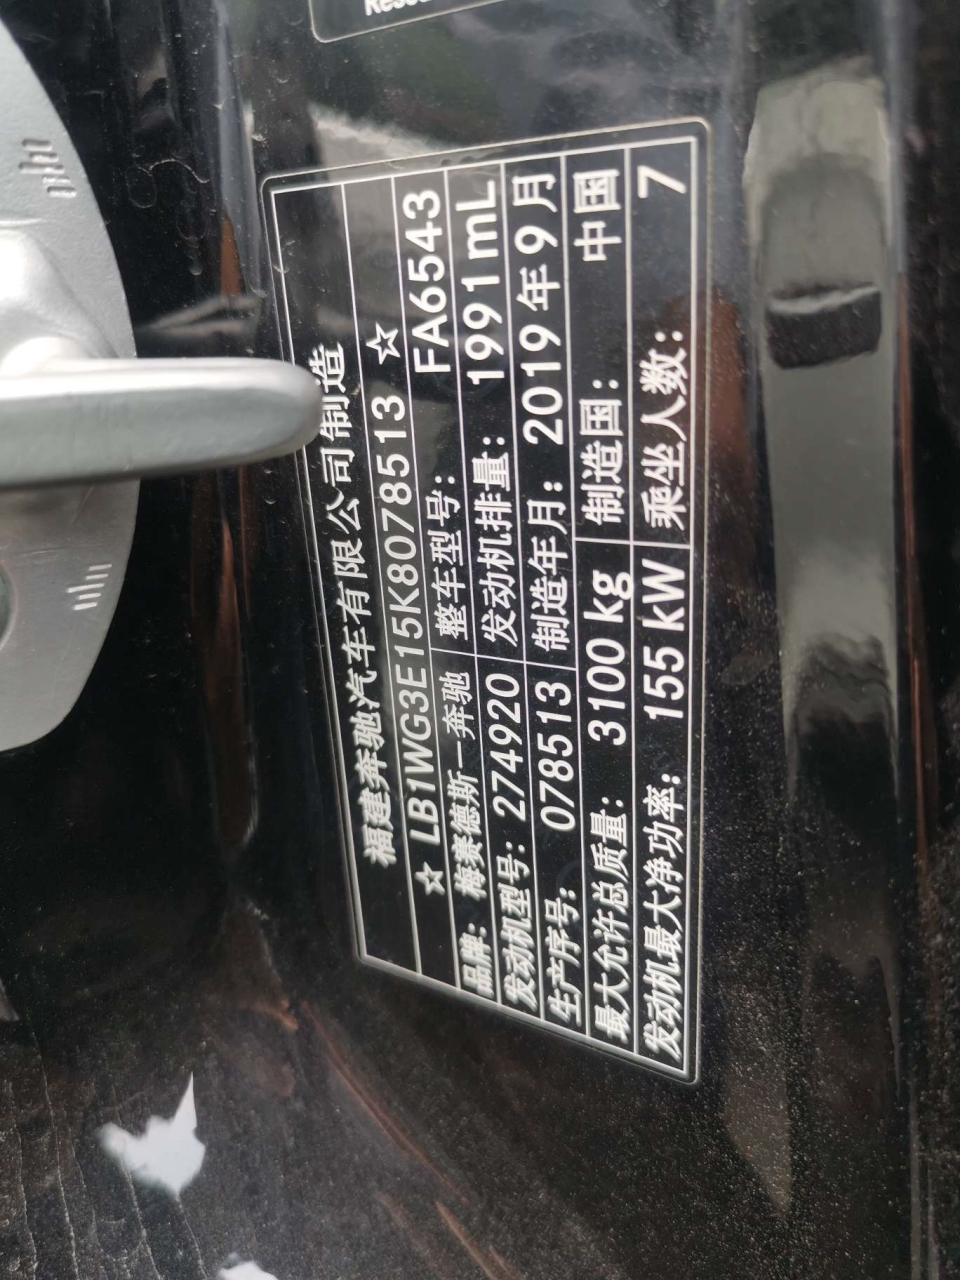 福建奔驰汽车有限公司制造
☆ LB1WG3E15K8078513 ☆
品牌: 梅赛德斯—奔驰 整车型号: FA6543
发动机型号: 274920 发动机排量: 1991mL
生产序号: 078513 制造年月: 2019年9月
最大允许总质量: 3100kg 制造国: 中国
发动机最大净功率: 155kW 乘坐人数: 7